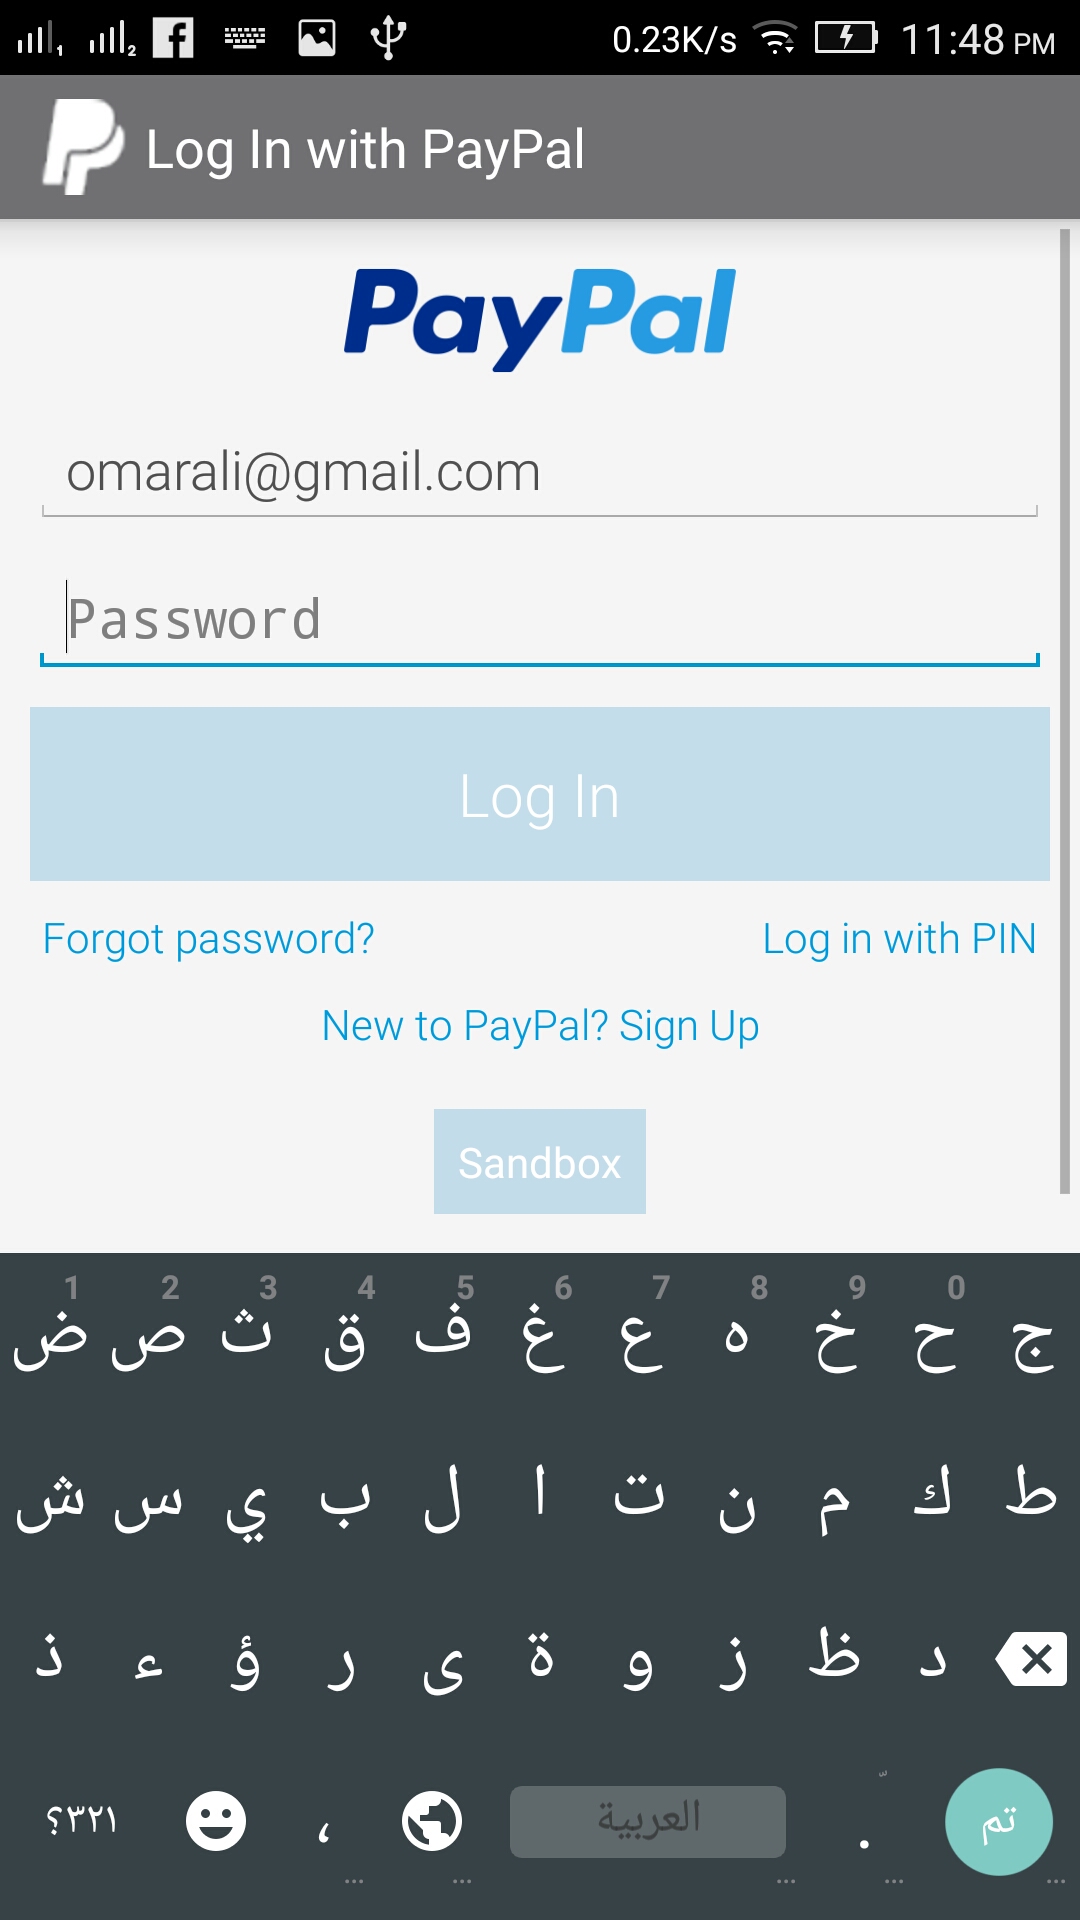 1 2 0.23K/s 11:48 PM
Log In with PayPal
PayPal
omarali@gmail.com
Password
Log In
Forgot password? Log in with PIN
New to PayPal? Sign Up
Sandbox
1 2 3 4 5 6 7 8 9 0
ض ص ث ق ف غ ع ه خ ح ج
ش س ي ب ل ا ت ن م ك ط
ذ ء ؤ ر ى ة و ز ظ د
٣٢١؟ ، العربية . تم